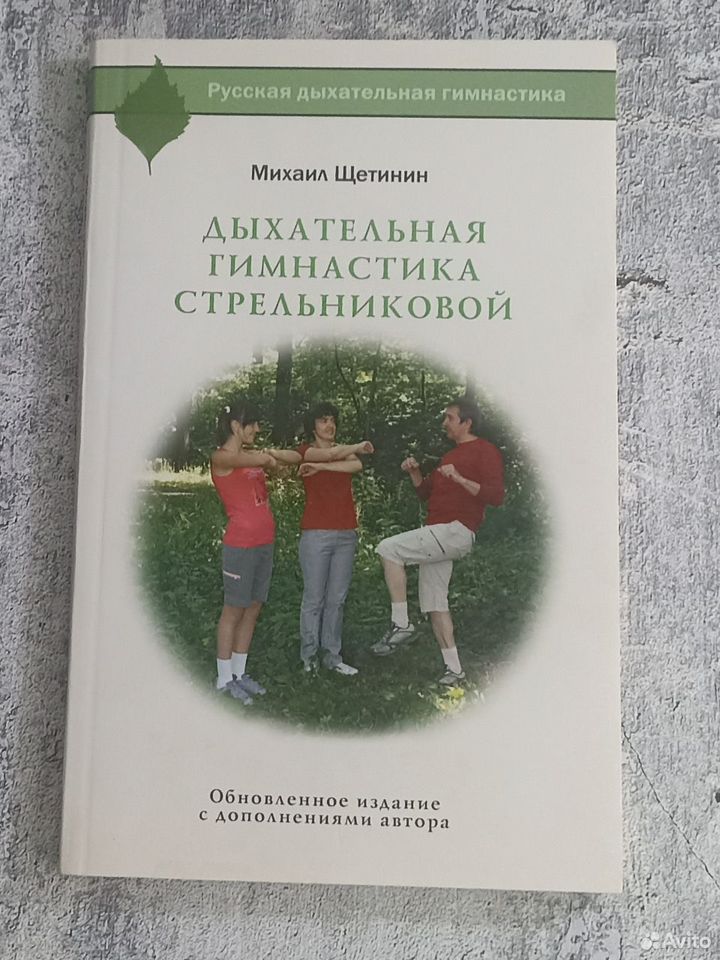 Русская дыхательная гимнастика
Михаил Щетинин
ДЫХАТЕЛЬНАЯ
ГИМНАСТИКА
СТРЕЛЬНИКОВОЙ
Обновленное издание
с дополнениями автора
Avito